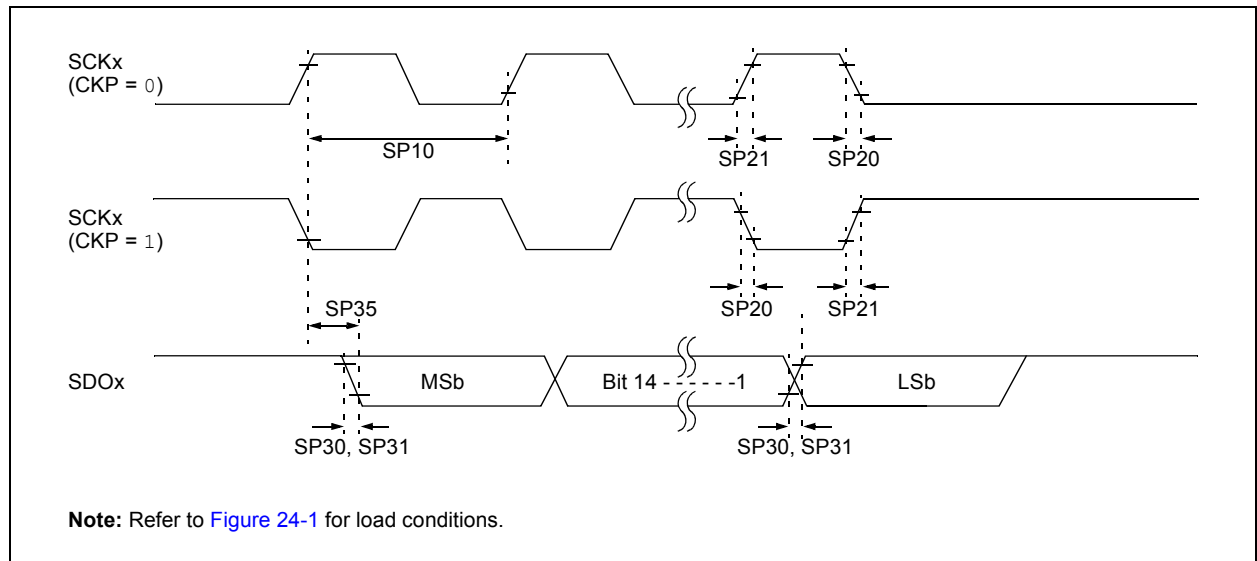 SCKx
(CKP = 0)
SP10
SP21
SP20
SCKx
(CKP = 1)
SP35
SP20
SP21
SDOx
MSb
Bit 14 - - - - - -1
LSb
SP30, SP31
SP30, SP31
Note: Refer to Figure 24-1 for load conditions.